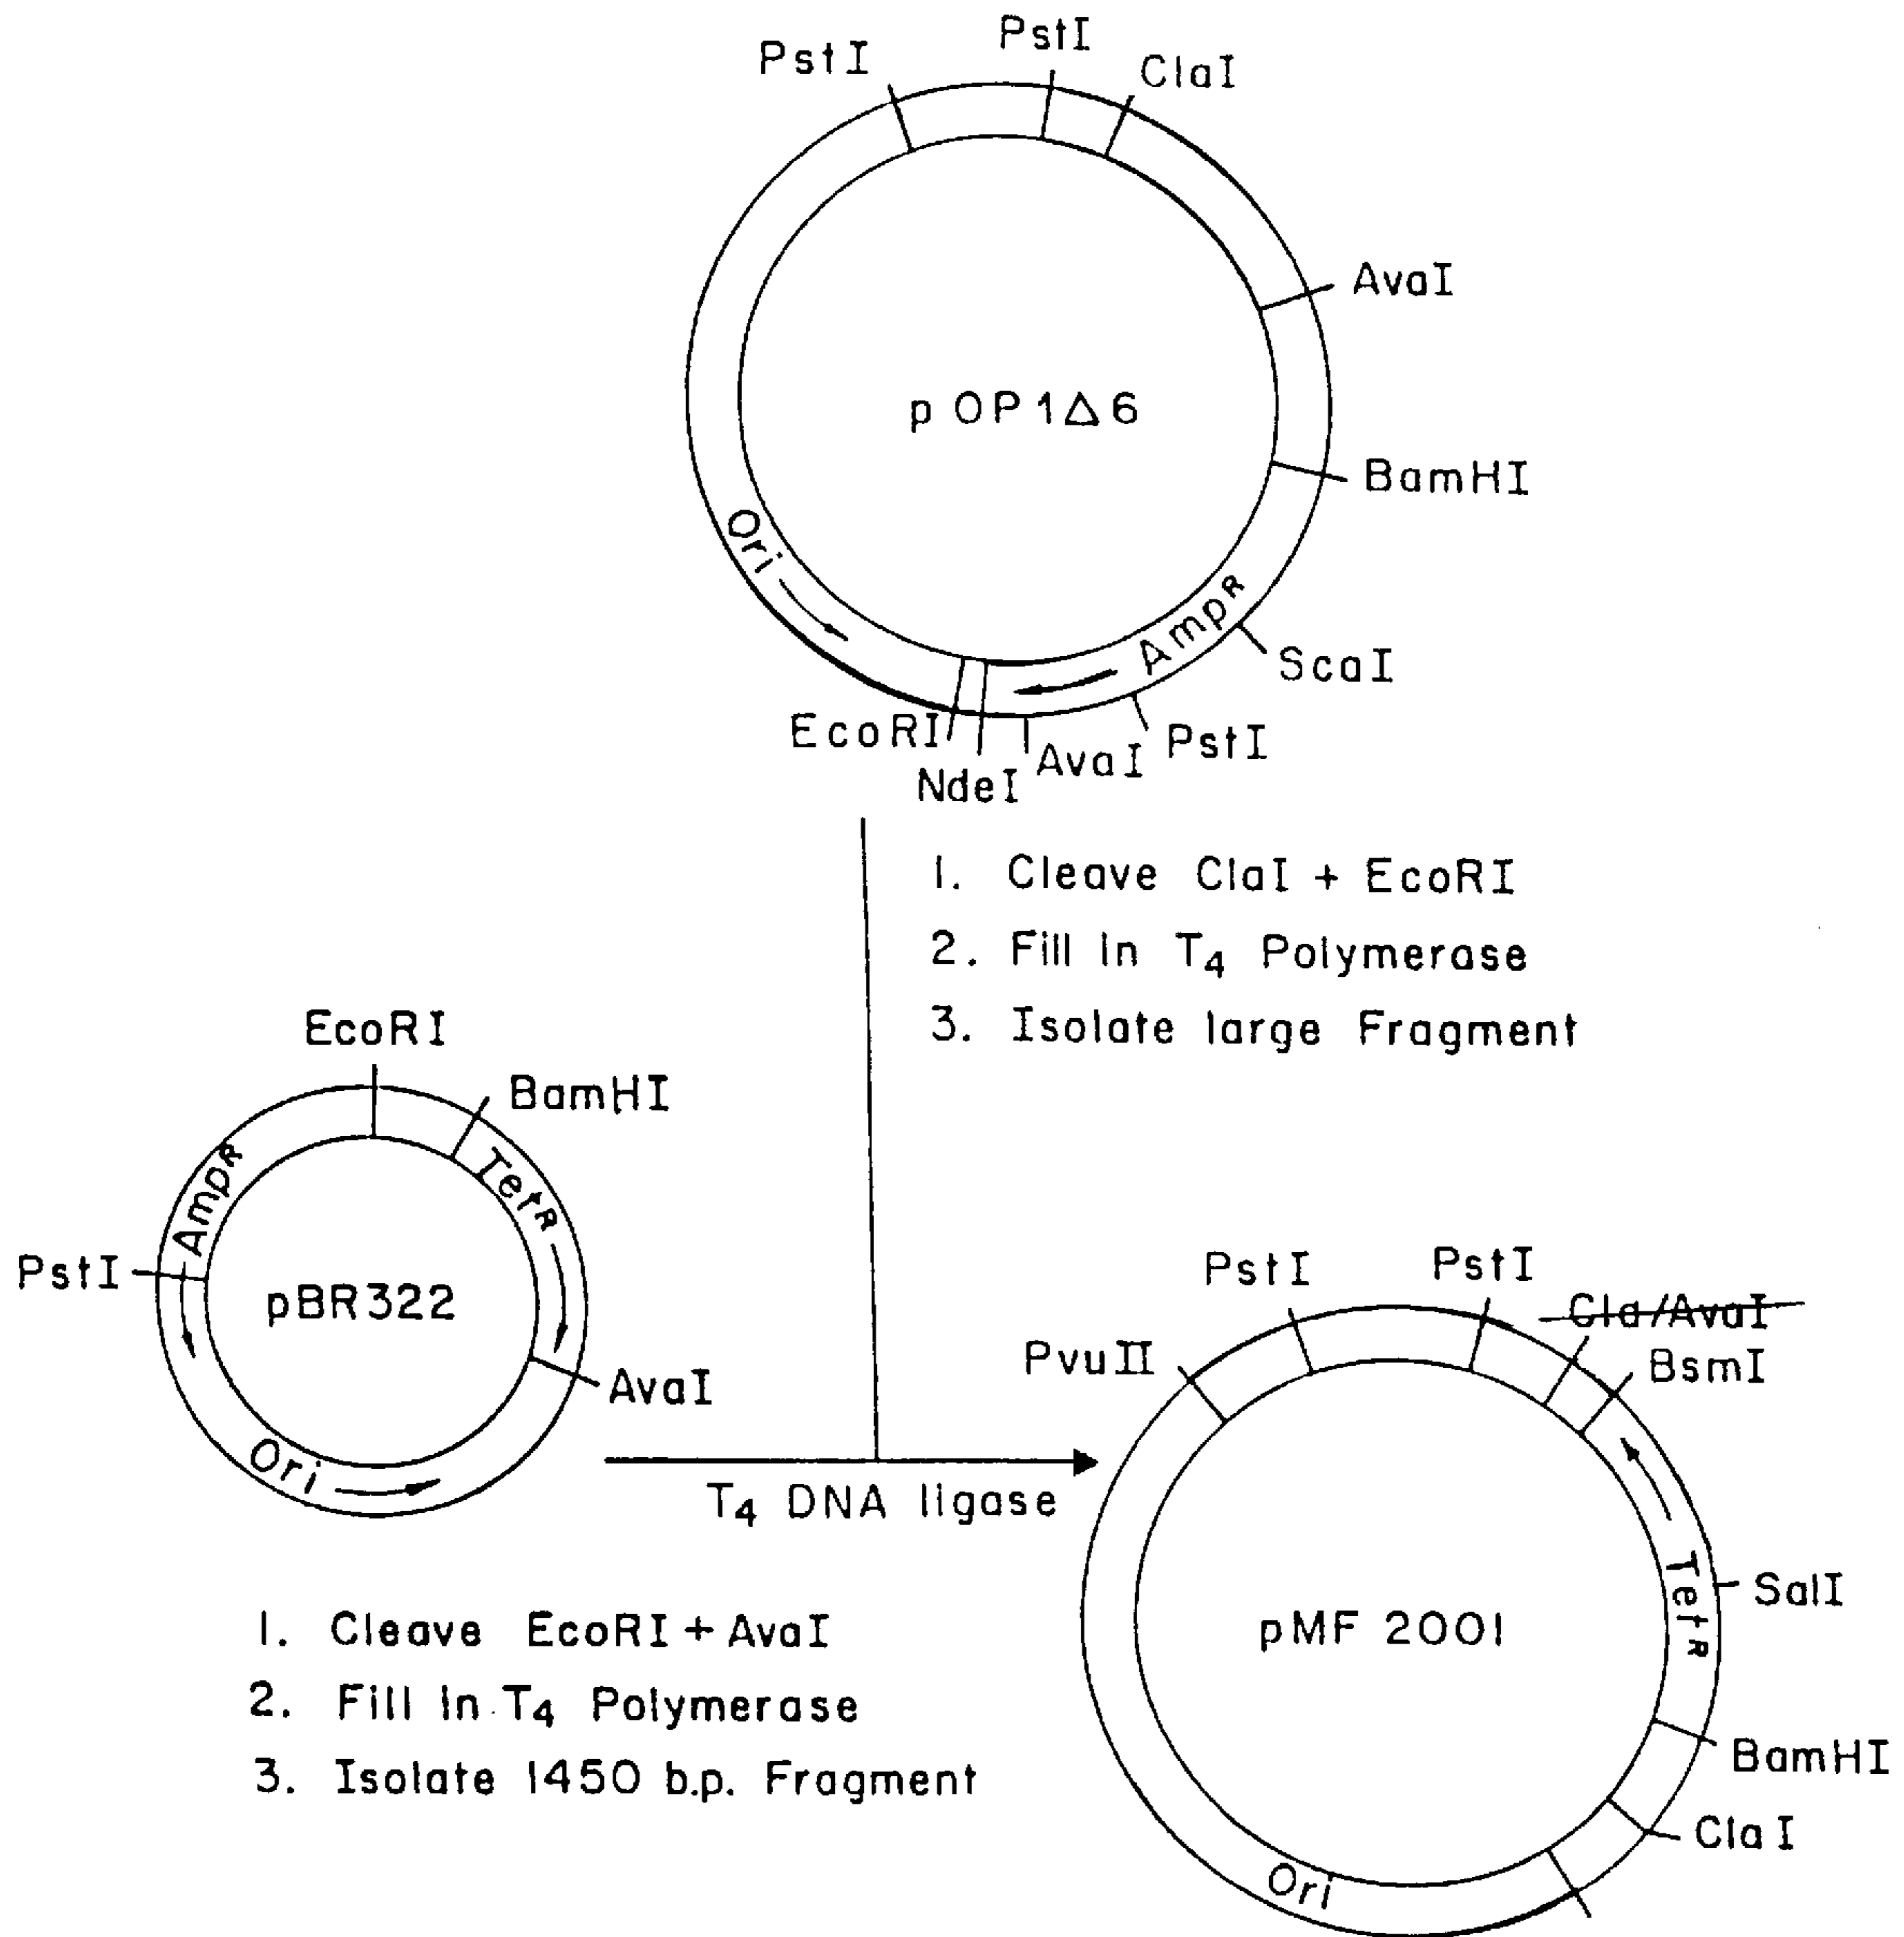 PstI
PstI
ClaI
AvaI
pOP1Δ6
BamHI
Ori
AmpR
ScaI
EcoRI
PstI
AvaI
NdeI
1. Cleave ClaI + EcoRI
2. Fill In T4 Polymerase
3. Isolate large Fragment
EcoRI
BamHI
AmpR
TetR
PstI
pBR322
AvaI
Ori
T4 DNA ligase
1. Cleave EcoRI + AvaI
2. Fill In T4 Polymerase
3. Isolate 1450 b.p. Fragment
PstI
PstI
Cla/AvaI
PvuII
BsmI
SalI
TetR
pMF 2001
BamHI
ClaI
Ori